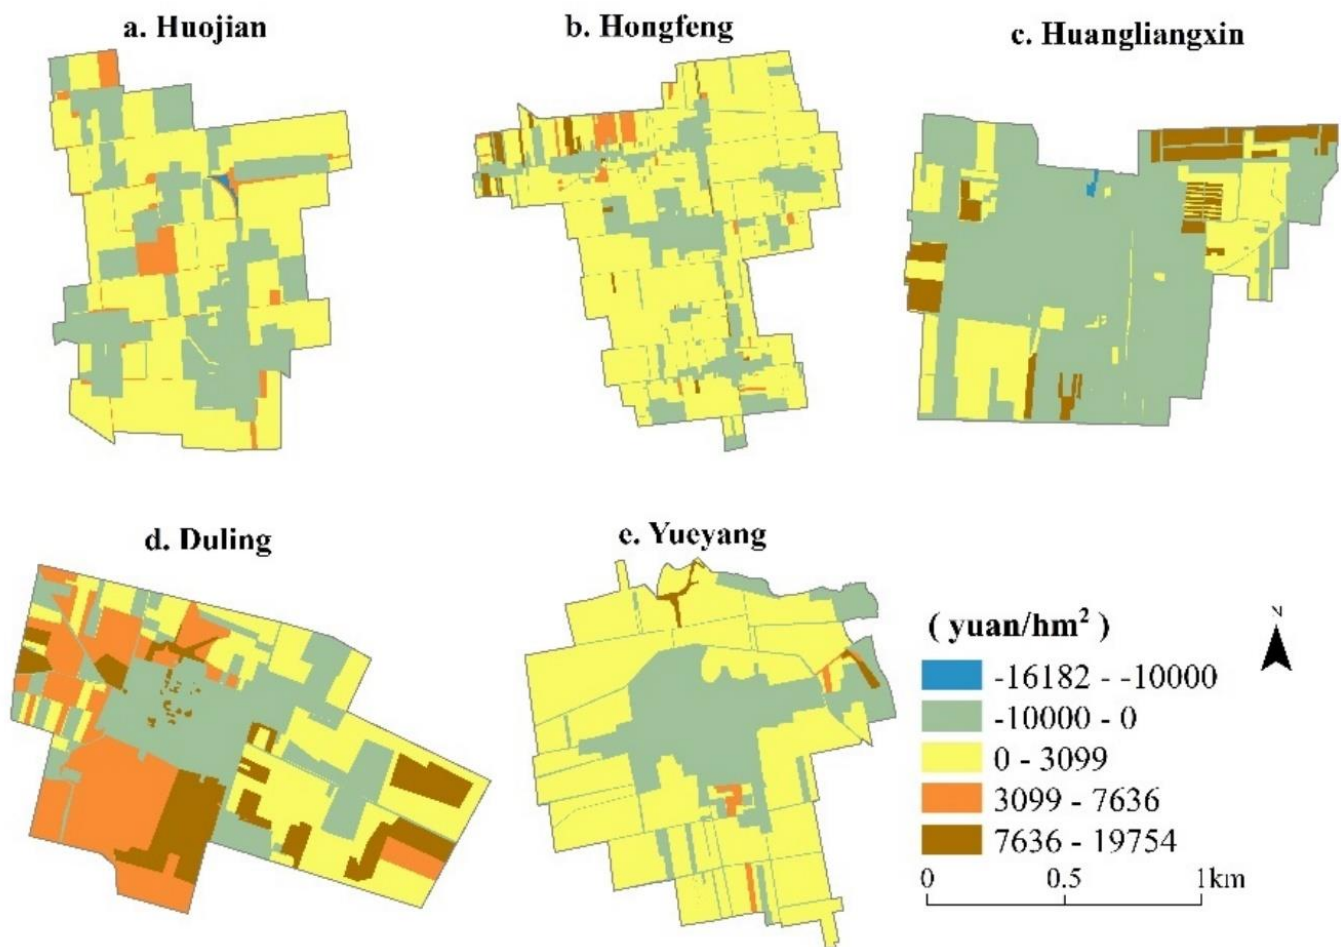 a. Huojian
b. Hongfeng
c. Huangliangxin
d. Duling
e. Yueyang
( yuan/hm² )
-16182 - -10000
-10000 - 0
0 - 3099
3099 - 7636
7636 - 19754
N
0 0.5 1km